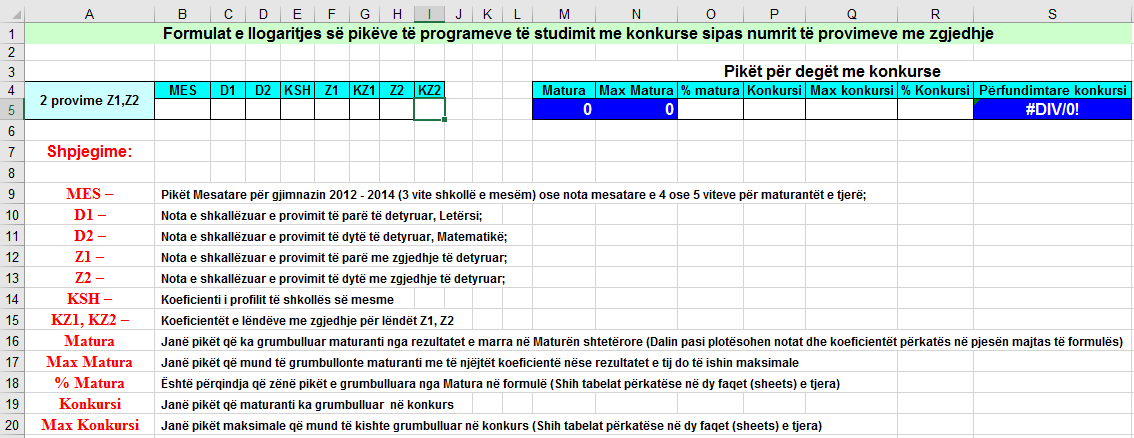 A B C D E F G H I J K L M N O P Q R S
1 Formulat e llogaritjes së pikëve të programeve të studimit me konkurse sipas numrit të provimeve me zgjedhje
2
3 Pikët për degët me konkurse
4 2 provime Z1,Z2 MES D1 D2 KSH Z1 KZ1 Z2 KZ2 Matura Max Matura % matura Konkursi Max konkursi % Konkursi Përfundimtare konkursi
5 0 0 #DIV/0!
6
7 Shpjegime:
8
9 MES – Pikët Mesatare për gjimnazin 2012 - 2014 (3 vite shkollë e mesëm) ose nota mesatare e 4 ose 5 viteve për maturantët e tjerë;
10 D1 – Nota e shkallëzuar e provimit të parë të detyruar, Letërsi;
11 D2 – Nota e shkallëzuar e provimit të dytë të detyruar, Matematikë;
12 Z1 – Nota e shkallëzuar e provimit të parë me zgjedhje të detyruar;
13 Z2 – Nota e shkallëzuar e provimit të dytë me zgjedhje të detyruar;
14 KSH – Koeficienti i profilit të shkollës së mesme
15 KZ1, KZ2 – Koeficientët e lëndëve me zgjedhje për lëndët Z1, Z2
16 Matura Janë pikët që ka grumbulluar maturanti nga rezultatet e marra në Maturën shtetërore (Dalin pasi plotësohen notat dhe koeficientët përkatës në pjesën majtas të formulës)
17 Max Matura Janë pikët që mund të grumbullonte maturanti me të njëjtët koeficientë nëse rezultatet e tij do të ishin maksimale
18 % Matura Është përqindja që zënë pikët e grumbulluara nga Matura në formulë (Shih tabelat përkatëse në dy faqet (sheets) e tjera)
19 Konkursi Janë pikët që maturanti ka grumbulluar në konkurs
20 Max Konkursi Janë pikët maksimale që mund të kishte grumbulluar në konkurs (Shih tabelat përkatëse në dy faqet (sheets) e tjera)